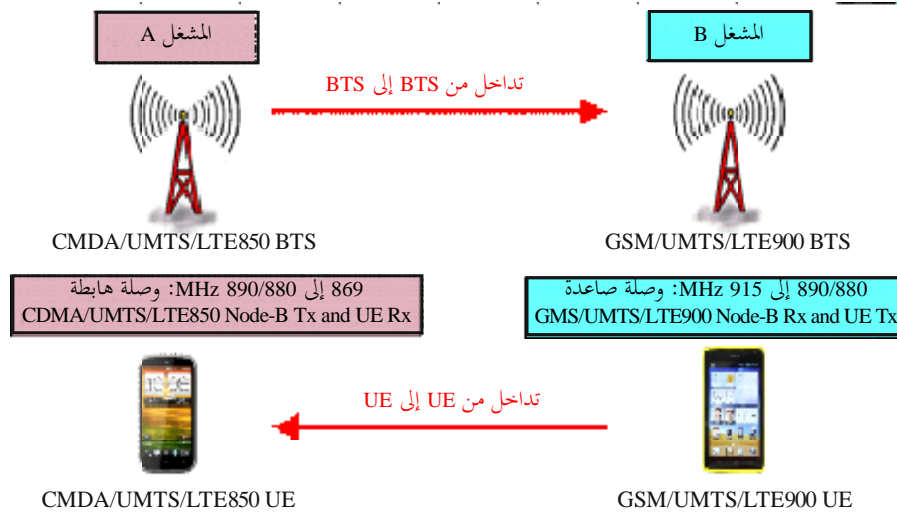 المشغل A
المشغل B
تداخل من BTS إلى BTS
CMDA/UMTS/LTE850 BTS
GSM/UMTS/LTE900 BTS
869 إلى 890/880 MHz: وصلة هابطة
CDMA/UMTS/LTE850 Node-B Tx and UE Rx
890/880 إلى 915 MHz: وصلة صاعدة
GMS/UMTS/LTE900 Node-B Rx and UE Tx
تداخل من UE إلى UE
CMDA/UMTS/LTE850 UE
GSM/UMTS/LTE900 UE